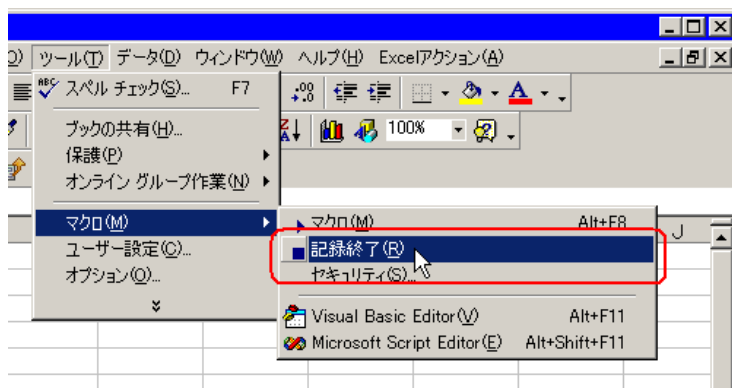 ツール(T) データ(D) ウィンドウ(W) ヘルプ(H) Excelアクション(A)
ABC スペル チェック(S)... F7
ブックの共有(H)...
100%
保護(P)
オンライン グループ作業(N)
マクロ(M)
マクロ(M) Alt+F8
J
ユーザー設定(C)...
記録終了(R)
オプション(O)...
セキュリティ(S)...
Visual Basic Editor(V) Alt+F11
Microsoft Script Editor(E) Alt+Shift+F11